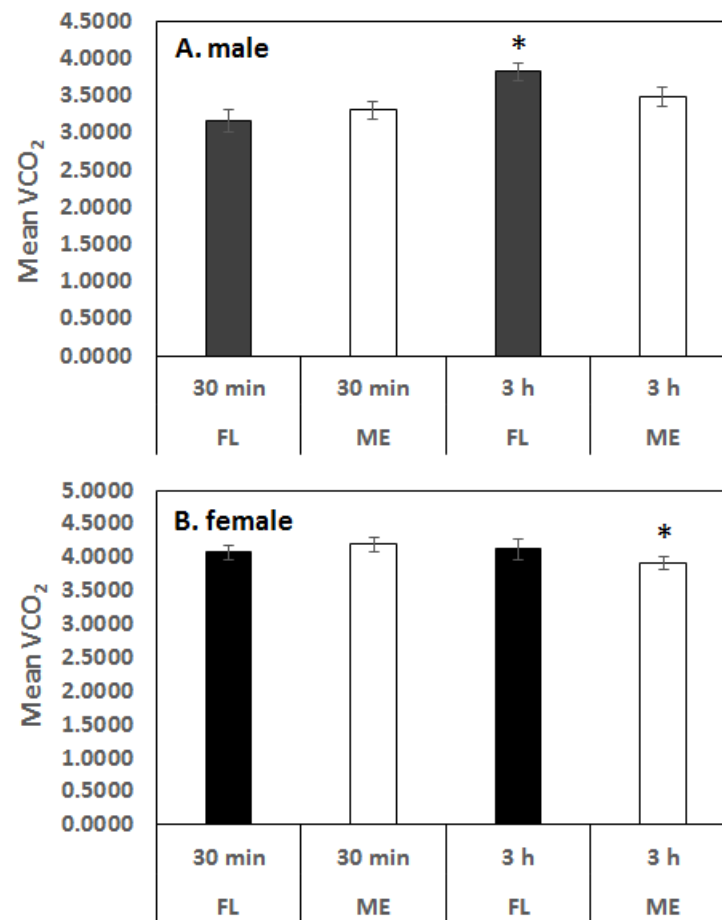 4.5000
A. male
*
4.0000
3.5000
3.0000
2.5000
2.0000
1.5000
1.0000
0.5000
0.0000
Mean VCO₂
30 min 30 min 3 h 3 h
FL ME FL ME
5.0000
B. female
4.5000
*
4.0000
3.5000
3.0000
2.5000
2.0000
1.5000
1.0000
0.5000
0.0000
Mean VCO₂
30 min 30 min 3 h 3 h
FL ME FL ME